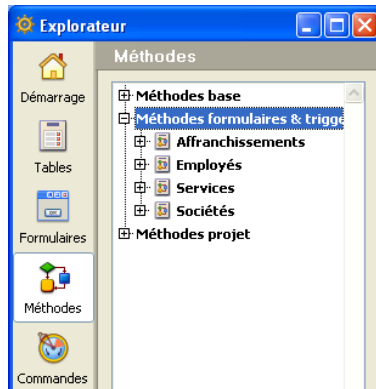 Explorateur
Méthodes
Démarrage
Tables
Formulaires
Méthodes
Commandes
Méthodes base
Méthodes formulaires & trigge
Affranchissements
Employés
Services
Sociétés
Méthodes projet